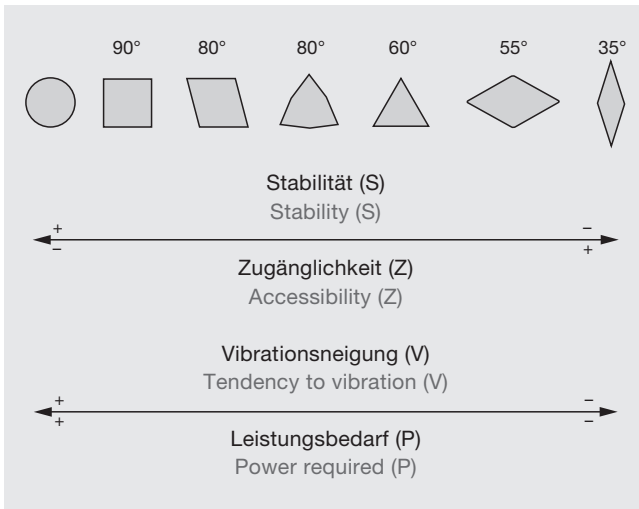 90° 80° 80° 60° 55° 35°
Stabilität (S)
Stability (S)
+ −
− +
Zugänglichkeit (Z)
Accessibility (Z)
Vibrationsneigung (V)
Tendency to vibration (V)
+ −
+ −
Leistungsbedarf (P)
Power required (P)